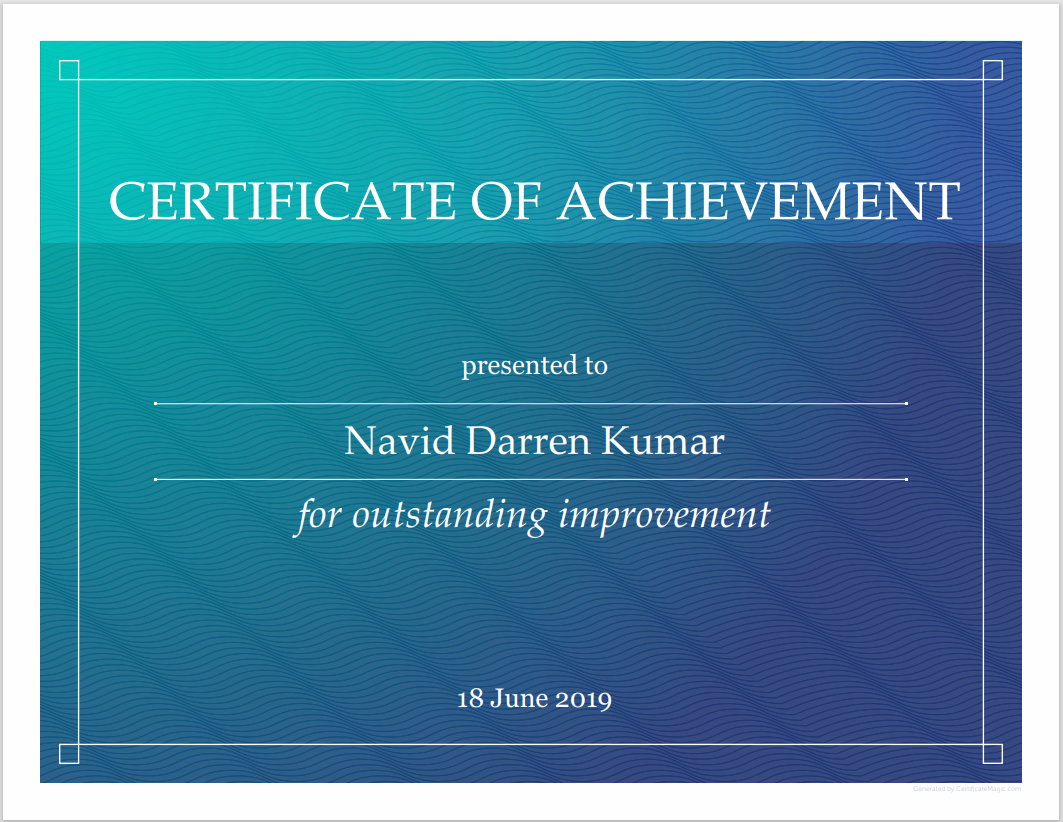 CERTIFICATE OF ACHIEVEMENT
presented to
Navid Darren Kumar
for outstanding improvement
18 June 2019
Generated by CertificateMagic.com